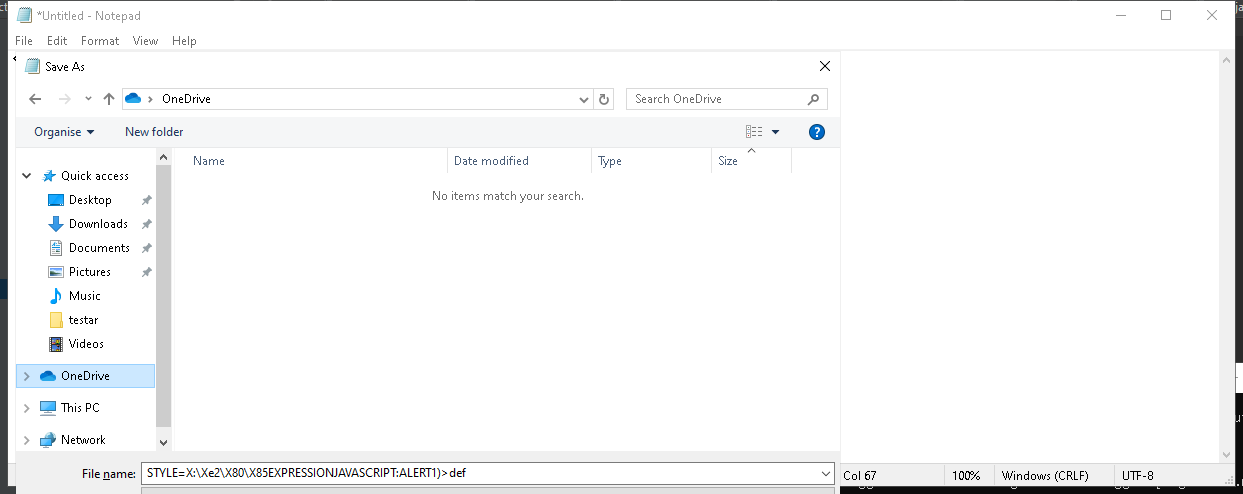 *Untitled - Notepad
File Edit Format View Help
Save As
OneDrive
Search OneDrive
Organise New folder
Name Date modified Type Size
No items match your search.
Quick access
Desktop
Downloads
Documents
Pictures
Music
testar
Videos
OneDrive
This PC
Network
File name: STYLE=X:\Xe2\X80\X85EXPRESSIONJAVASCRIPT:ALERT1)>def
Col 67 100% Windows (CRLF) UTF-8